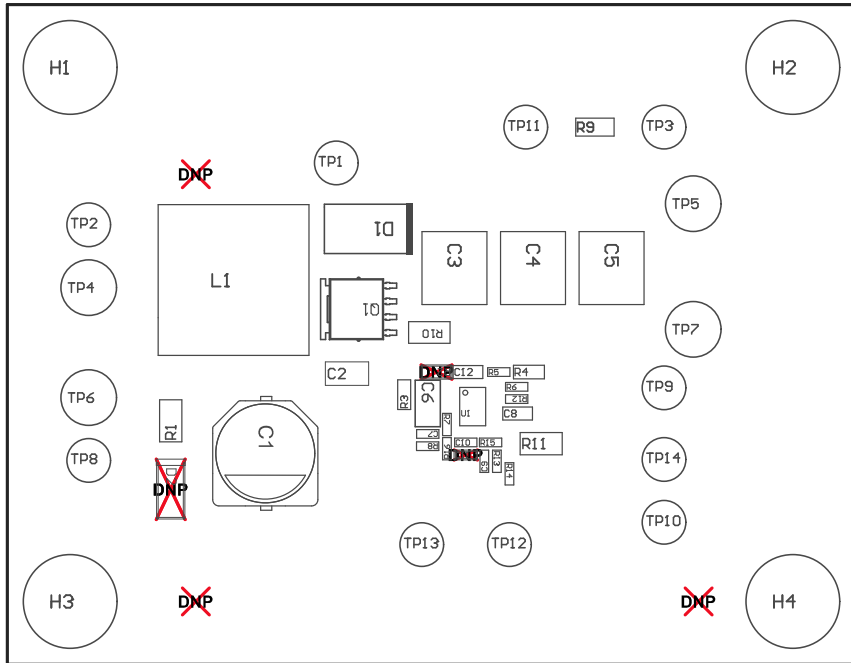 H1
H2
TP11
R9
TP3
TP1
DNP
TP5
TP2
D1
C3
C4
C5
L1
TP4
Q1
TP7
R10
C2
DNP
C12
R5
R4
TP9
R6
R12
TP6
R3
C6
U1
C8
R1
C1
R7
C7
R8
C10
R15
R11
TP8
DNP
DNP
R13
R14
TP14
DNP
TP10
TP13
TP12
H3
DNP
DNP
H4